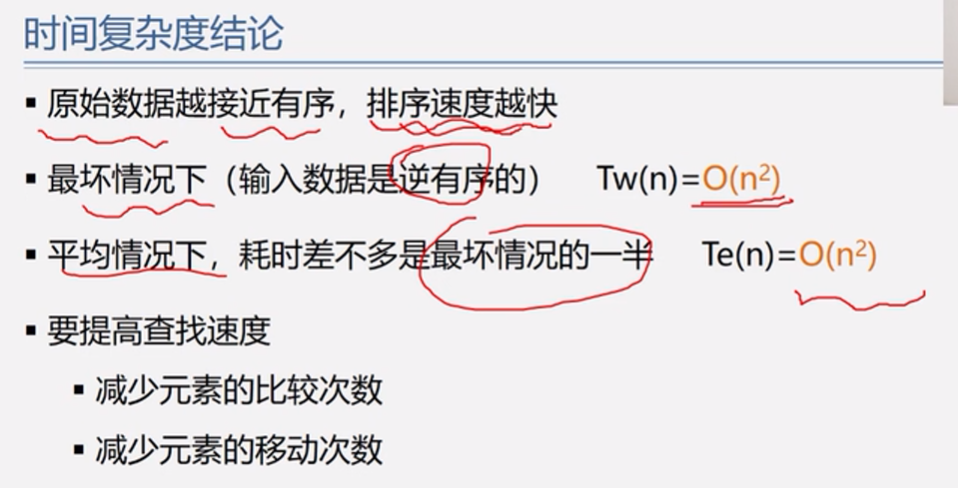 时间复杂度结论
▪ 原始数据越接近有序，排序速度越快
▪ 最坏情况下（输入数据是逆有序的） Tw(n)=O(n²)
▪ 平均情况下，耗时差不多是最坏情况的一半 Te(n)=O(n²)
▪ 要提高查找速度
▪ 减少元素的比较次数
▪ 减少元素的移动次数